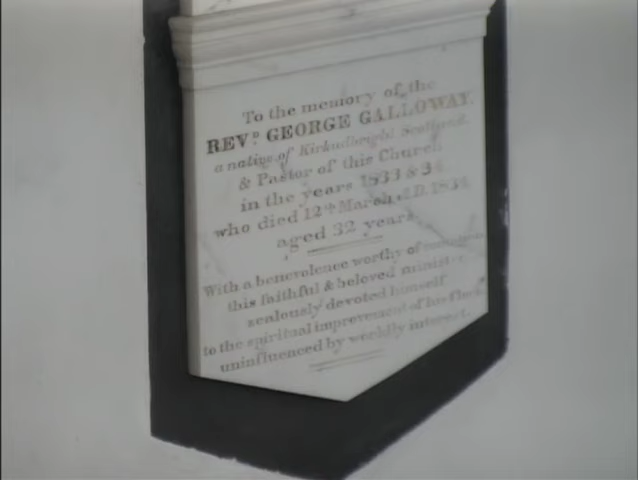 To the memory of the
REVᴰ. GEORGE GALLOWAY.
a native of Kirkcudbright Scotland,
& Pastor of this Church
in the years 1833 & 34
who died 12th March A.D. 1834
aged 32 years.
With a benevolence worthy of
this faithful & beloved minister
zealously devoted himself
to the spiritual improvement of his flock
uninfluenced by worldly interest.